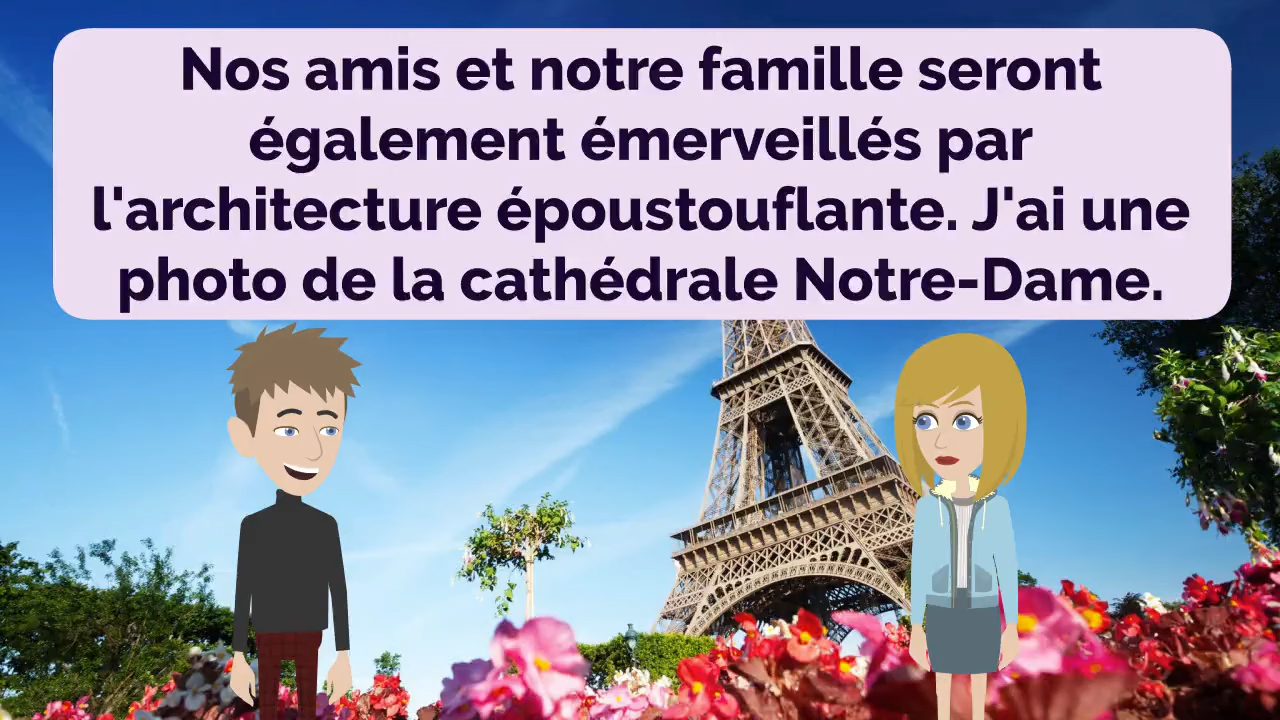 Nos amis et notre famille seront
également émerveillés par
l'architecture époustouflante. J'ai une
photo de la cathédrale Notre-Dame.